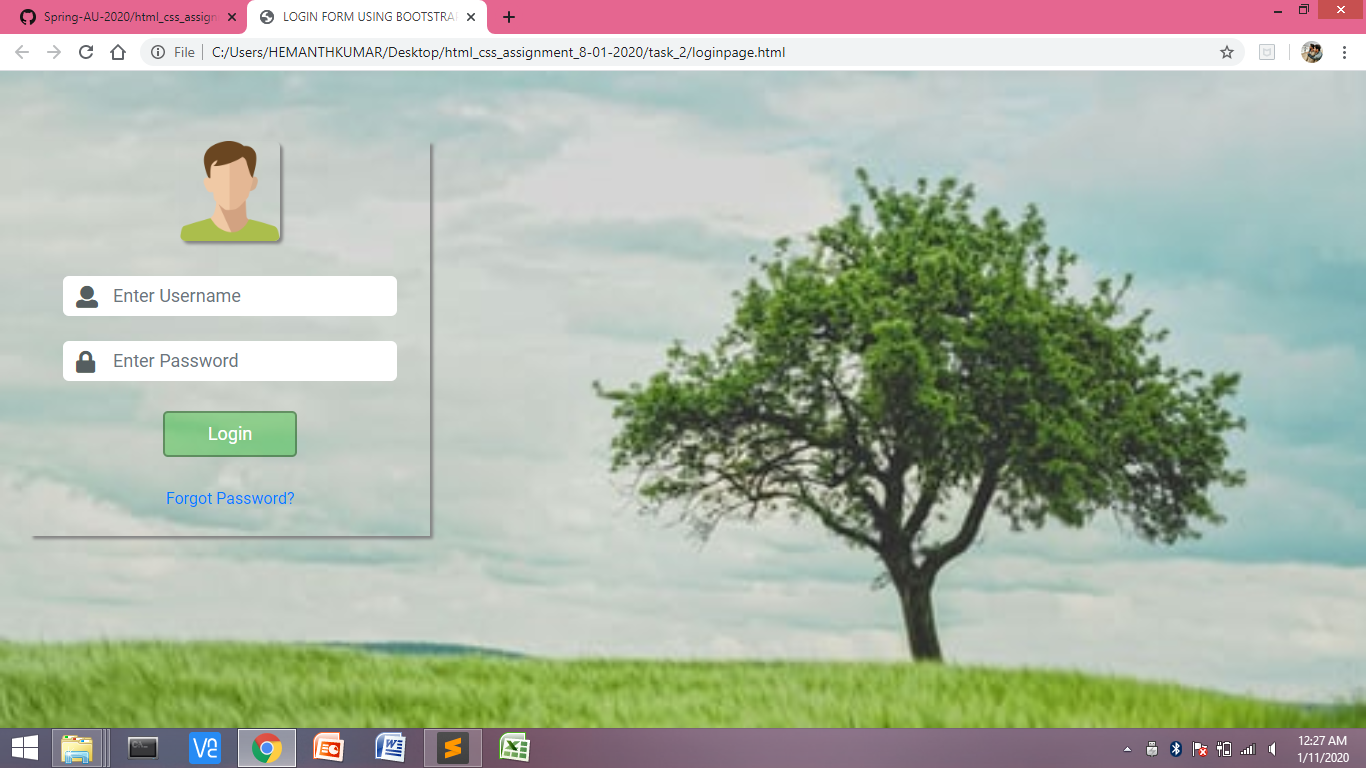 Spring-AU-2020/html_css_assign
LOGIN FORM USING BOOTSTRA
File
C:/Users/HEMANTHKUMAR/Desktop/html_css_assignment_8-01-2020/task_2/loginpage.html
Enter Username
Enter Password
Login
Forgot Password?
12:27 AM
1/11/2020